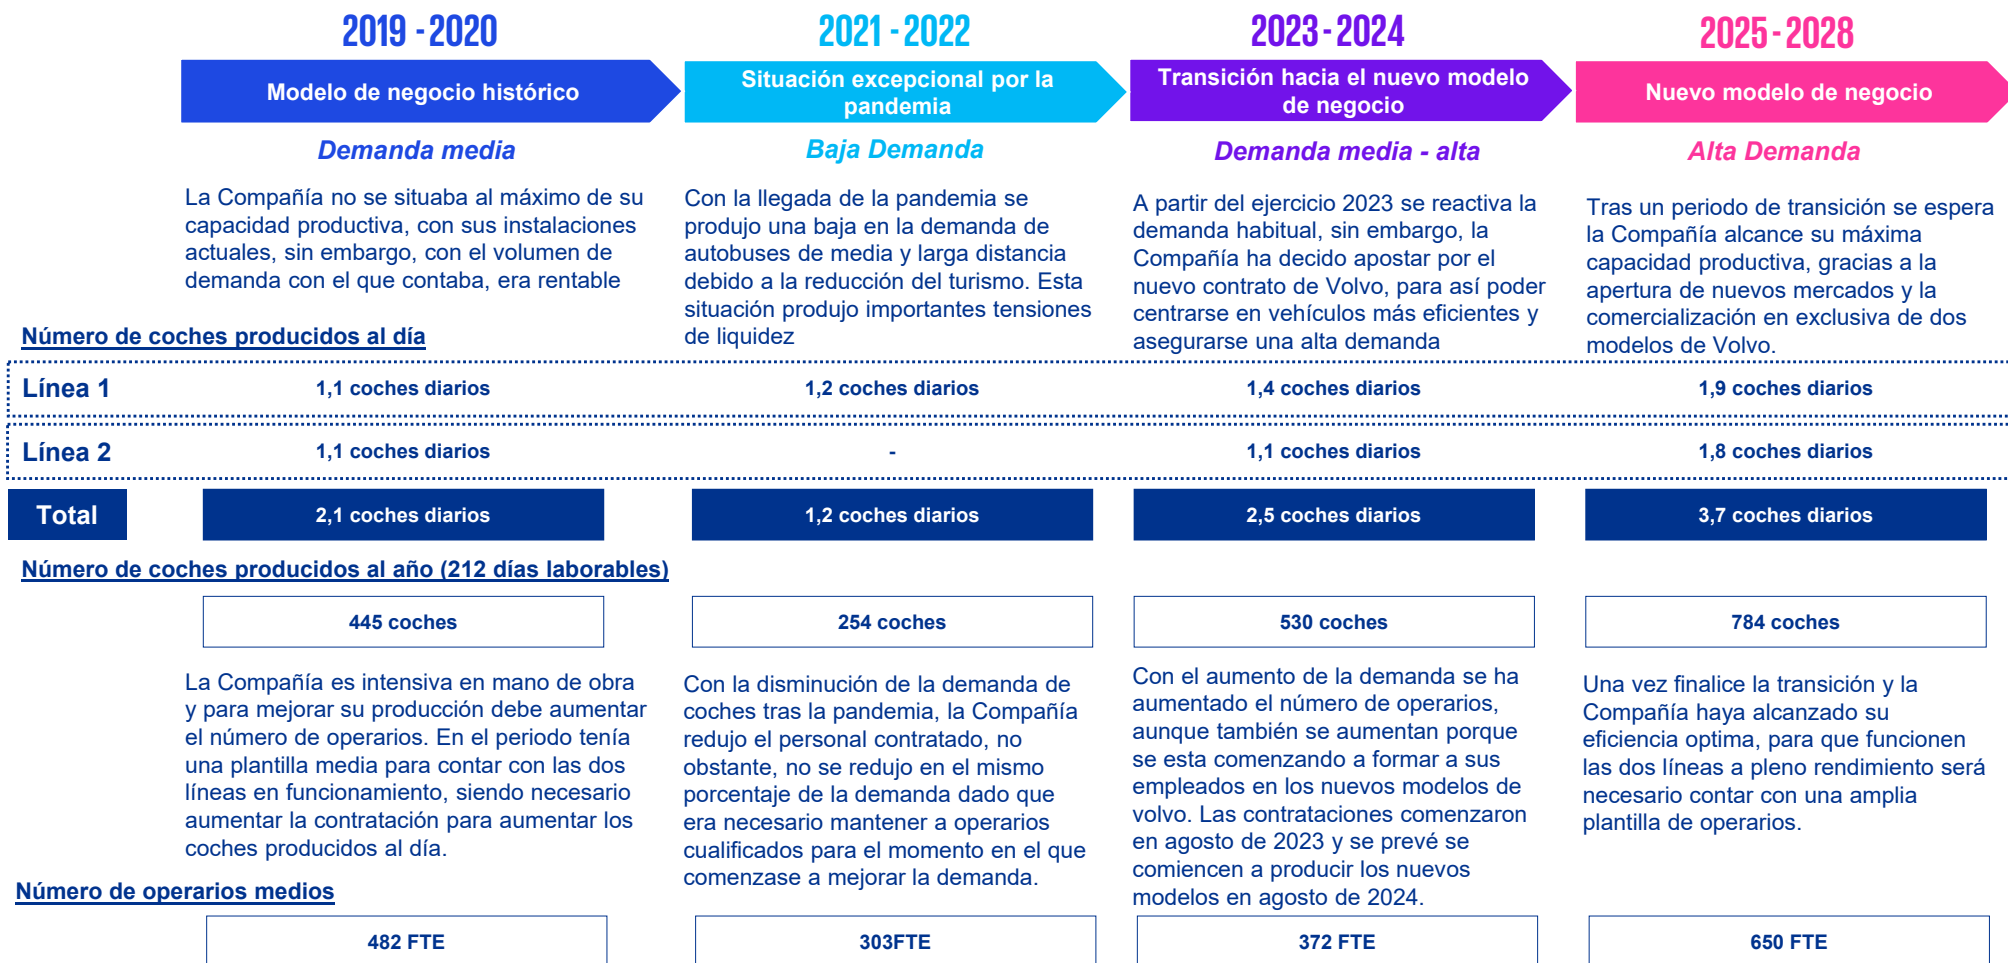 2019 - 2020
2021 - 2022
2023 - 2024
2025 - 2028
Modelo de negocio histórico
Situación excepcional por la
pandemia
Transición hacia el nuevo modelo
de negocio
Nuevo modelo de negocio
Demanda media
Baja Demanda
Demanda media - alta
Alta Demanda
La Compañía no se situaba al máximo de su
capacidad productiva, con sus instalaciones
actuales, sin embargo, con el volumen de
demanda con el que contaba, era rentable
Con la llegada de la pandemia se
produjo una baja en la demanda de
autobuses de media y larga distancia
debido a la reducción del turismo. Esta
situación produjo importantes tensiones
de liquidez
A partir del ejercicio 2023 se reactiva la
demanda habitual, sin embargo, la
Compañía ha decido apostar por el
nuevo contrato de Volvo, para así poder
centrarse en vehículos más eficientes y
asegurarse una alta demanda
Tras un periodo de transición se espera
la Compañía alcance su máxima
capacidad productiva, gracias a la
apertura de nuevos mercados y la
comercialización en exclusiva de dos
modelos de Volvo.
Número de coches producidos al día
Línea 1
1,1 coches diarios
1,2 coches diarios
1,4 coches diarios
1,9 coches diarios
Línea 2
1,1 coches diarios
-
1,1 coches diarios
1,8 coches diarios
Total
2,1 coches diarios
1,2 coches diarios
2,5 coches diarios
3,7 coches diarios
Número de coches producidos al año (212 días laborables)
445 coches
254 coches
530 coches
784 coches
La Compañía es intensiva en mano de obra
y para mejorar su producción debe aumentar
el número de operarios. En el periodo tenía
una plantilla media para contar con las dos
líneas en funcionamiento, siendo necesario
aumentar la contratación para aumentar los
coches producidos al día.
Con la disminución de la demanda de
coches tras la pandemia, la Compañía
redujo el personal contratado, no
obstante, no se redujo en el mismo
porcentaje de la demanda dado que
era necesario mantener a operarios
cualificados para el momento en el que
comenzase a mejorar la demanda.
Con el aumento de la demanda se ha
aumentado el número de operarios,
aunque también se aumentan porque
se esta comenzando a formar a sus
empleados en los nuevos modelos de
volvo. Las contrataciones comenzaron
en agosto de 2023 y se prevé se
comiencen a producir los nuevos
modelos en agosto de 2024.
Una vez finalice la transición y la
Compañía haya alcanzado su
eficiencia optima, para que funcionen
las dos líneas a pleno rendimiento será
necesario contar con una amplia
plantilla de operarios.
Número de operarios medios
482 FTE
303FTE
372 FTE
650 FTE